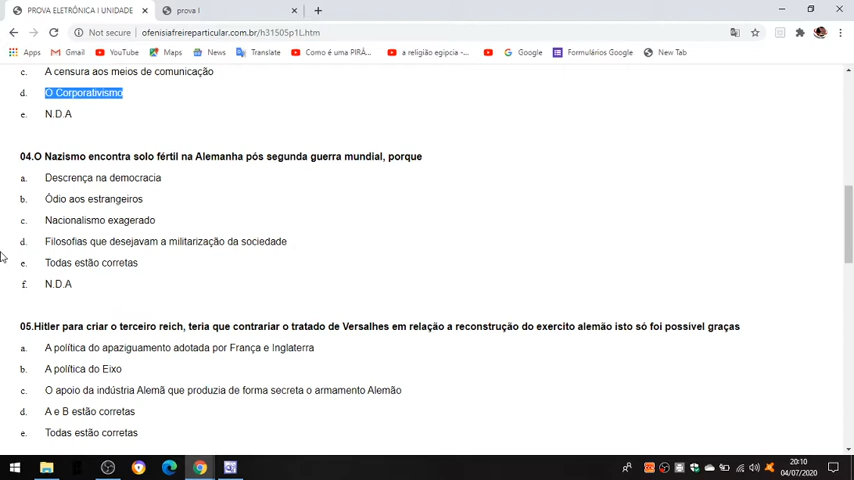 PROVA ELETRÔNICA I UNIDADE
prova I
Not secure
ofenisiafreireparticular.com.br/h31505p1L.htm
Apps Gmail YouTube Maps News Translate Como é uma PIRÂ... a religião egipcia -... Google Formulários Google New Tab
c. A censura aos meios de comunicação
d. O Corporativismo
e. N.D.A
04.O Nazismo encontra solo fértil na Alemanha pós segunda guerra mundial, porque
a. Descrença na democracia
b. Ódio aos estrangeiros
c. Nacionalismo exagerado
d. Filosofias que desejavam a militarização da sociedade
e. Todas estão corretas
f. N.D.A
05.Hitler para criar o terceiro reich, teria que contrariar o tratado de Versalhes em relação a reconstrução do exercito alemão isto só foi possivel graças
a. A política do apaziguamento adotada por França e Inglaterra
b. A política do Eixo
c. O apoio da indústria Alemã que produzia de forma secreta o armamento Alemão
d. A e B estão corretas
e. Todas estão corretas
20:10
04/07/2020